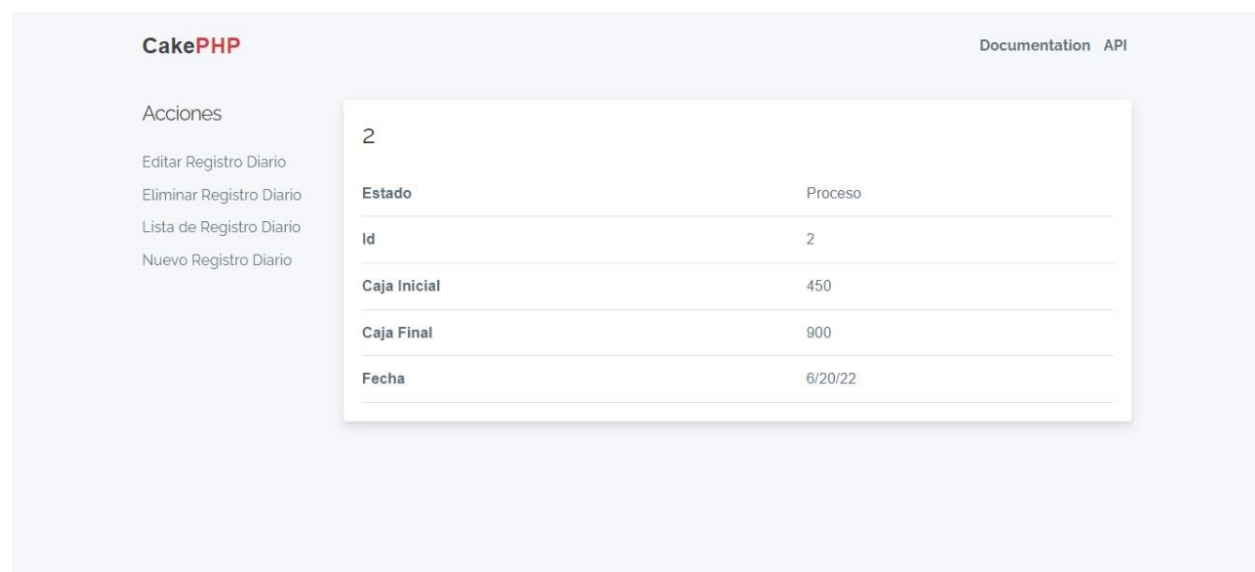 CakePHP
Documentation API
Acciones
Editar Registro Diario
Eliminar Registro Diario
Lista de Registro Diario
Nuevo Registro Diario
2
Estado Proceso
Id 2
Caja Inicial 450
Caja Final 900
Fecha 6/20/22